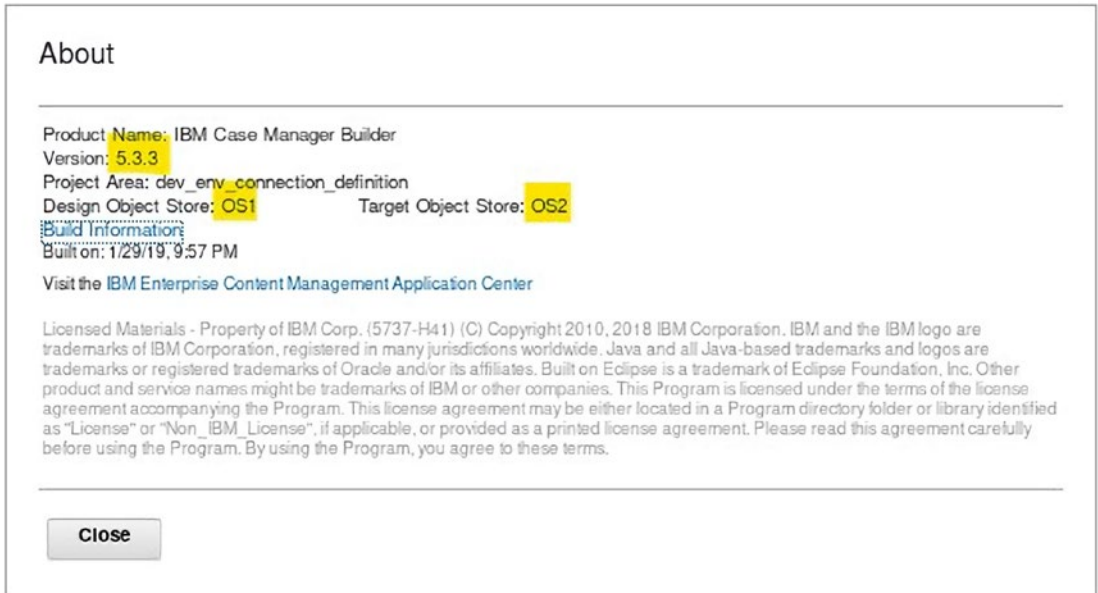 About
Product Name: IBM Case Manager Builder
Version: 5.3.3
Project Area: dev_env_connection_definition
Design Object Store: OS1 Target Object Store: OS2
Build Information
Built on: 1/29/19, 9:57 PM
Visit the IBM Enterprise Content Management Application Center
Licensed Materials - Property of IBM Corp. (5737-H41) (C) Copyright 2010, 2018 IBM Corporation. IBM and the IBM logo are
trademarks of IBM Corporation, registered in many jurisdictions worldwide. Java and all Java-based trademarks and logos are
trademarks or registered trademarks of Oracle and/or its affiliates. Built on Eclipse is a trademark of Eclipse Foundation, Inc. Other
product and service names might be trademarks of IBM or other companies. This Program is licensed under the terms of the license
agreement accompanying the Program. This license agreement may be either located in a Program directory folder or library identified
as "License" or "Non_IBM_License", if applicable, or provided as a printed license agreement. Please read this agreement carefully
before using the Program. By using the Program, you agree to these terms.
Close